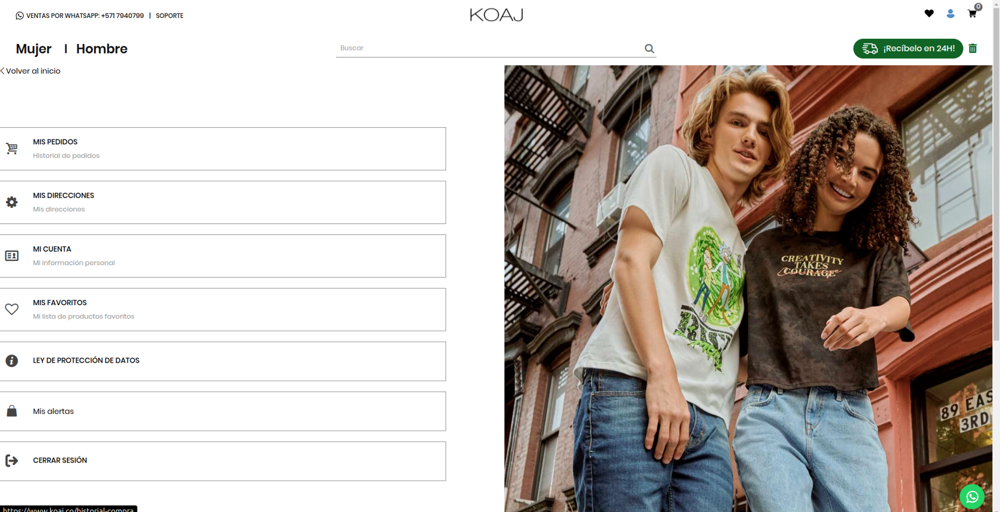 VENTAS POR WHATSAPP: +571 7940799 | SOPORTE
KOAJ
0
Mujer | Hombre
Buscar
¡Recíbelo en 24H!
Volver al inicio
MIS PEDIDOS
Historial de pedidos
MIS DIRECCIONES
Mis direcciones
MI CUENTA
Mi información personal
MIS FAVORITOS
Mi lista de productos favoritos
LEY DE PROTECCIÓN DE DATOS
Mis alertas
CERRAR SESIÓN
CREATIVITY
TAKES
COURAGE
89 EAS
3RD
https://www.koaj.co/historial-compra